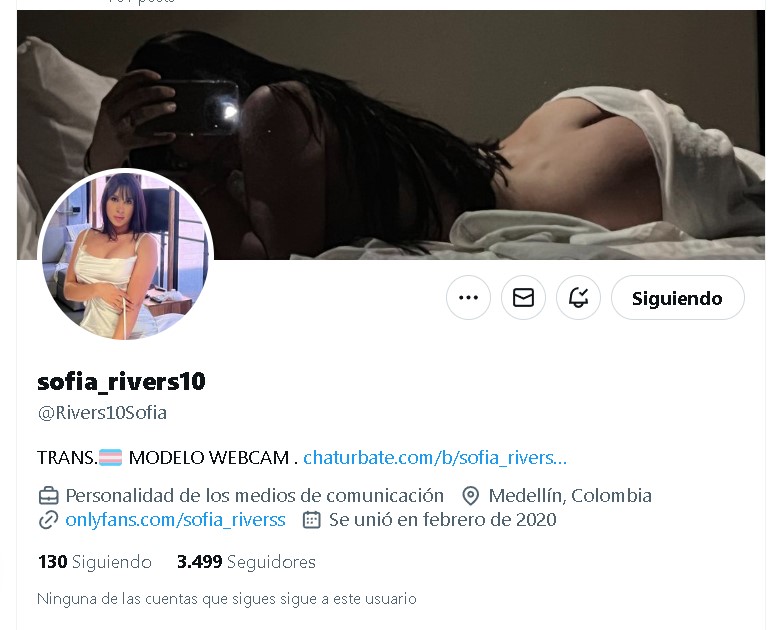 Siguiendo
sofia_rivers10
@Rivers10Sofia
TRANS. MODELO WEBCAM . chaturbate.com/b/sofia_rivers…
Personalidad de los medios de comunicación Medellín, Colombia
onlyfans.com/sofia_riverss Se unió en febrero de 2020
130 Siguiendo 3.499 Seguidores
Ninguna de las cuentas que sigues sigue a este usuario